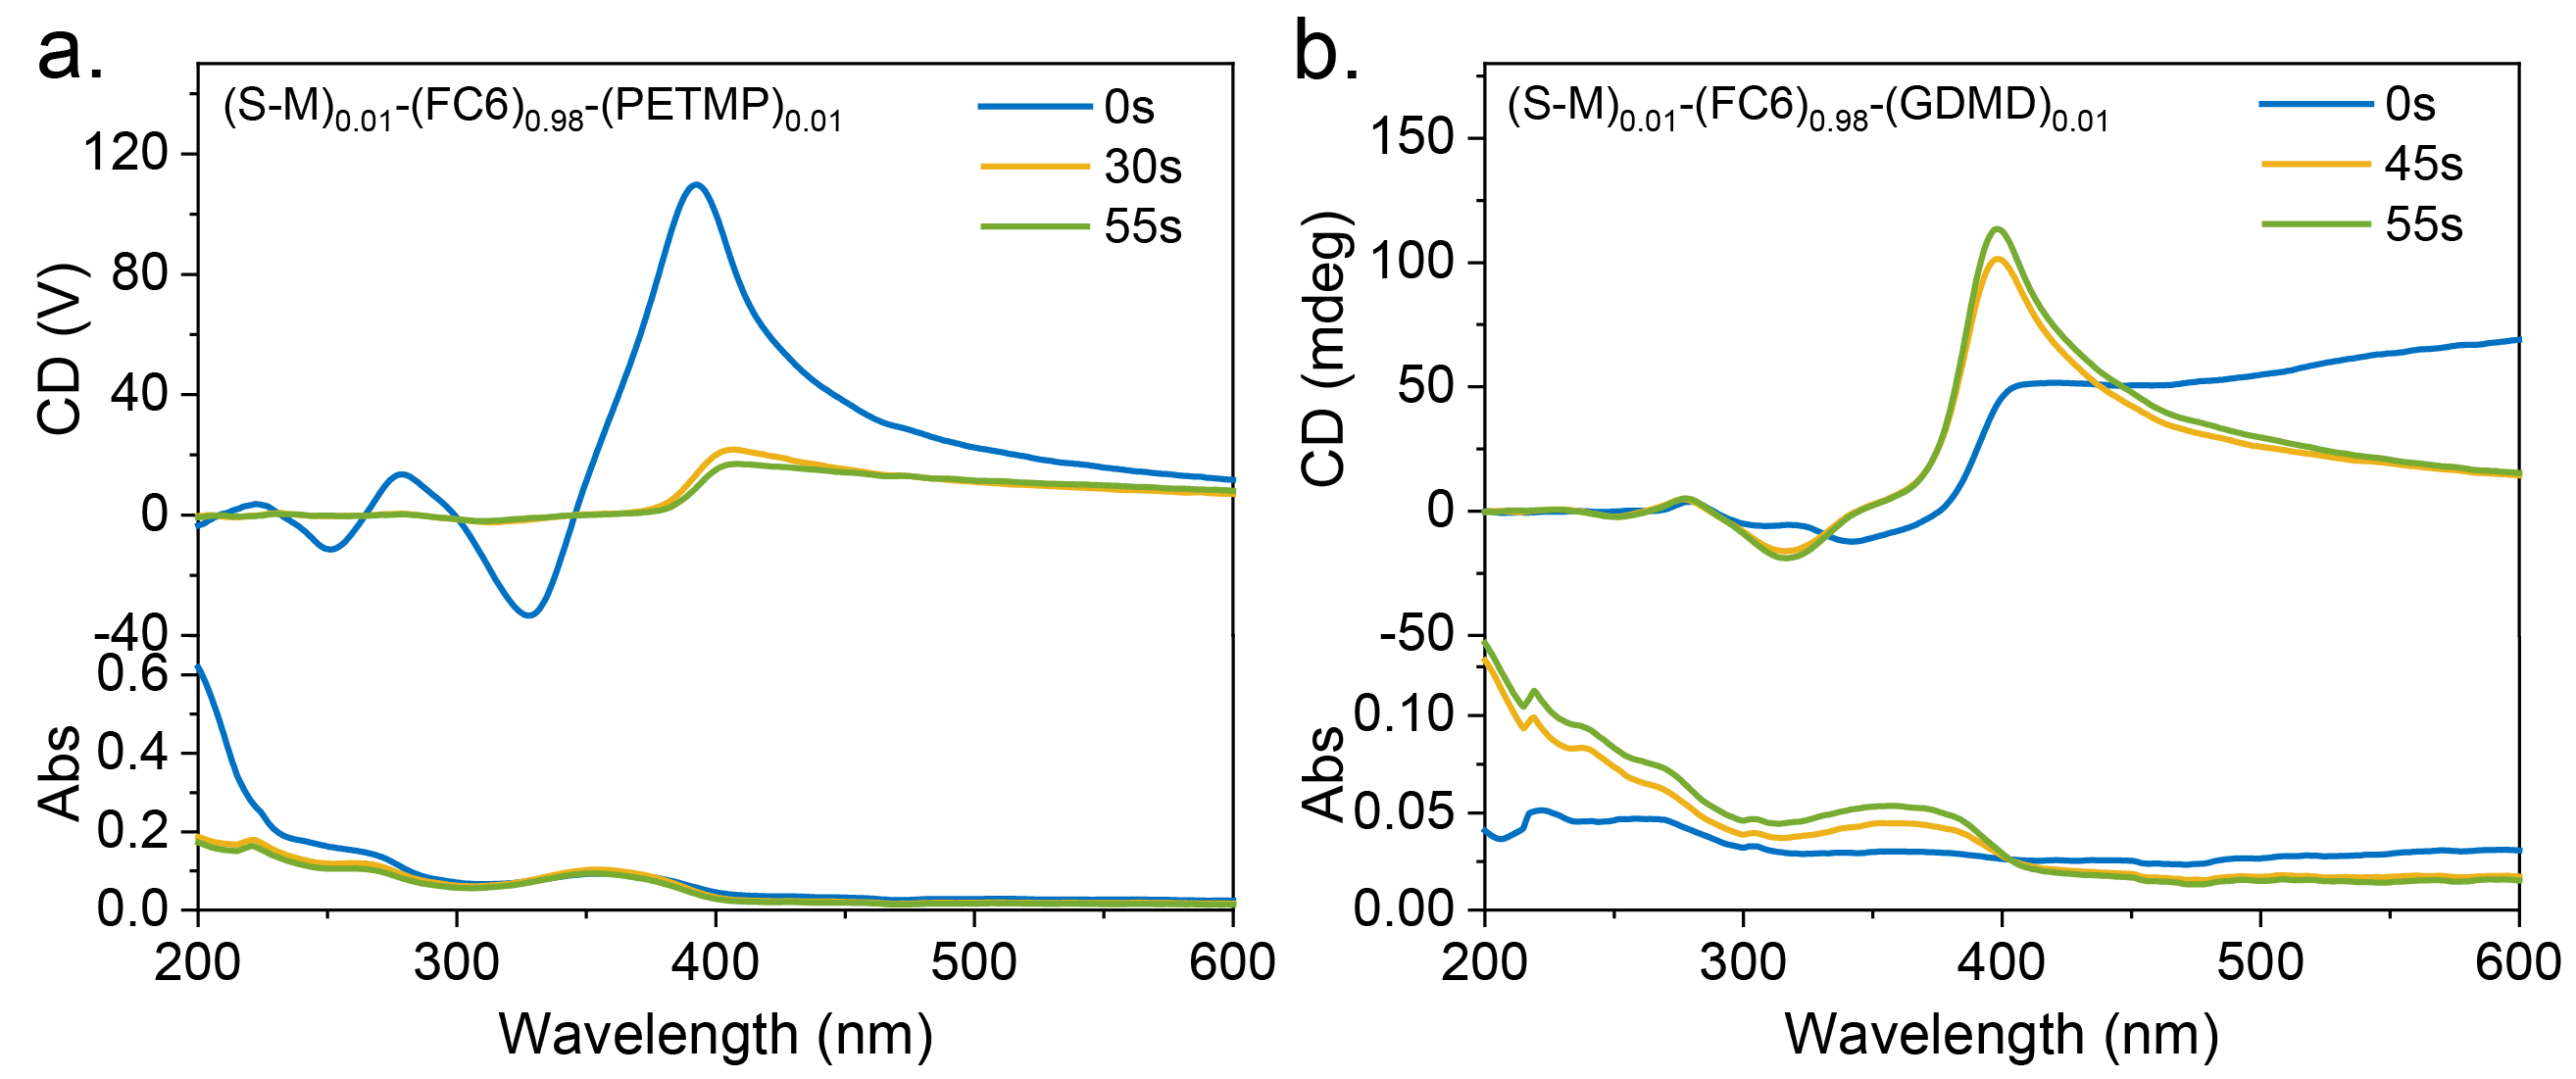 a.
(S-M)0.01-(FC6)0.98-(PETMP)0.01
0s
30s
55s
CD (V)
120
80
40
0
-40
Abs
0.6
0.4
0.2
0.0
200
300
400
500
600
Wavelength (nm)
b.
(S-M)0.01-(FC6)0.98-(GDMD)0.01
0s
45s
55s
CD (mdeg)
150
100
50
0
-50
Abs
0.10
0.05
0.00
200
300
400
500
600
Wavelength (nm)